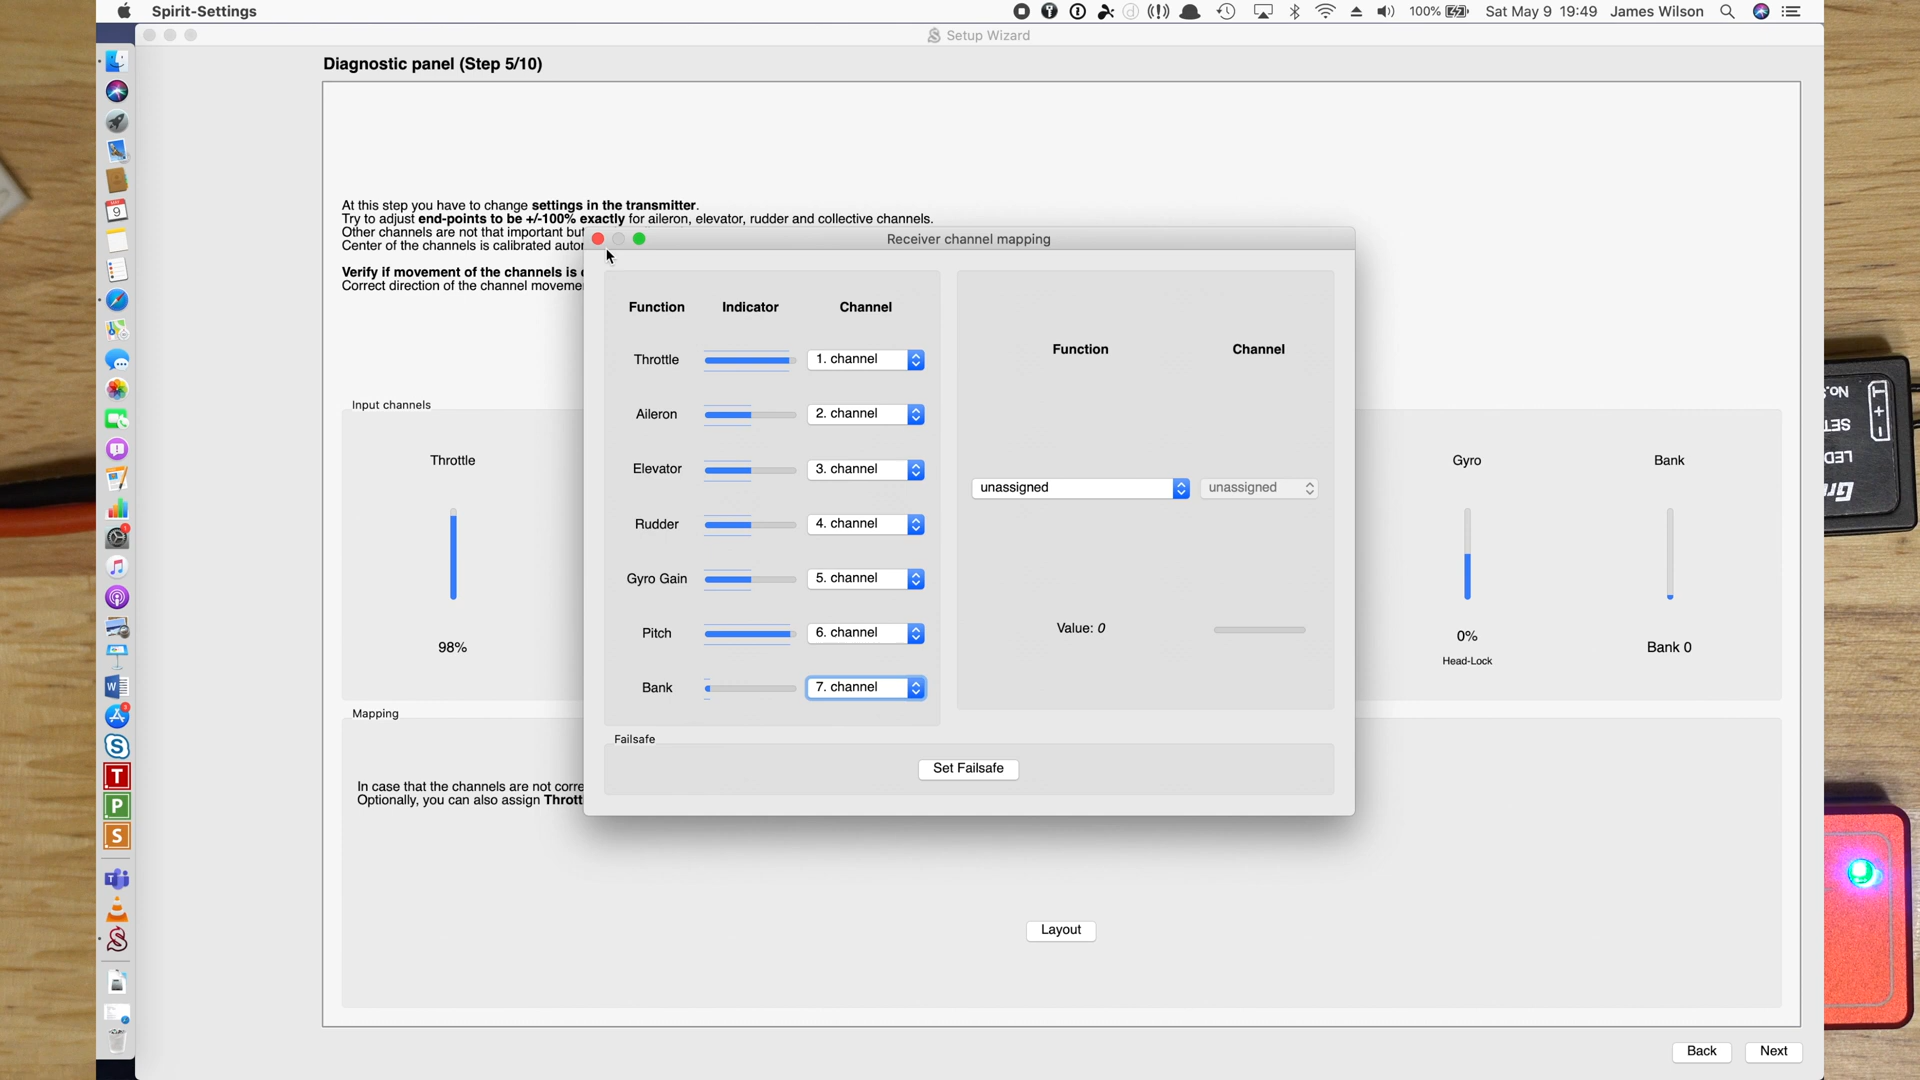 Spirit-Settings
100%
Sat May 9 19:49
James Wilson
Setup Wizard
Diagnostic panel (Step 5/10)
At this step you have to change settings in the transmitter.
Try to adjust end-points to be +/-100% exactly for aileron, elevator, rudder and collective channels.
Other channels are not that important but
Center of the channels is calibrated autor
Verify if movement of the channels is
Correct direction of the channel moveme
Receiver channel mapping
Function Indicator Channel
Throttle 1. channel
Aileron 2. channel
Elevator 3. channel
Rudder 4. channel
Gyro Gain 5. channel
Pitch 6. channel
Bank 7. channel
Function Channel
unassigned unassigned
Value: 0
Failsafe
Set Failsafe
Input channels
Throttle
98%
Gyro
0%
Head-Lock
Bank
Bank 0
Mapping
In case that the channels are not corre
Optionally, you can also assign Thrott
Layout
Back Next
9
T
P
S